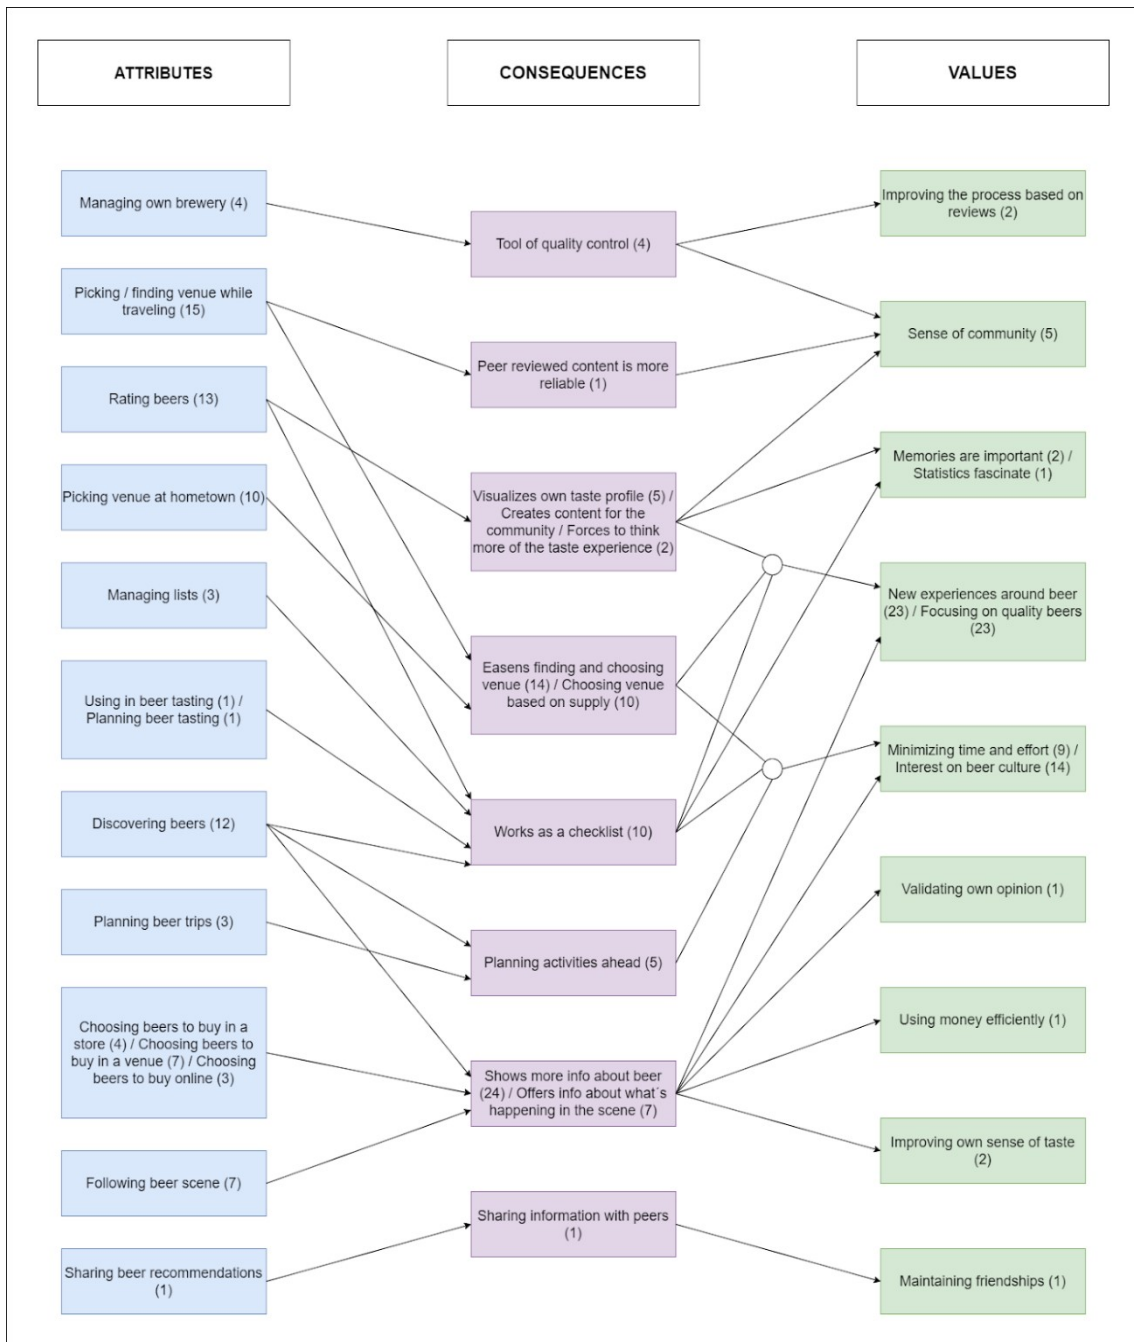 ATTRIBUTES
CONSEQUENCES
VALUES
Managing own brewery (4)
Picking / finding venue while
traveling (15)
Rating beers (13)
Picking venue at hometown (10)
Managing lists (3)
Using in beer tasting (1) /
Planning beer tasting (1)
Discovering beers (12)
Planning beer trips (3)
Choosing beers to buy in a
store (4) / Choosing beers to
buy in a venue (7) / Choosing
beers to buy online (3)
Following beer scene (7)
Sharing beer recommendations
(1)
Tool of quality control (4)
Peer reviewed content is more
reliable (1)
Visualizes own taste profile (5) /
Creates content for the
community / Forces to think
more of the taste experience (2)
Easens finding and choosing
venue (14) / Choosing venue
based on supply (10)
Works as a checklist (10)
Planning activities ahead (5)
Shows more info about beer
(24) / Offers info about what´s
happening in the scene (7)
Sharing information with peers
(1)
Improving the process based on
reviews (2)
Sense of community (5)
Memories are important (2) /
Statistics fascinate (1)
New experiences around beer
(23) / Focusing on quality beers
(23)
Minimizing time and effort (9) /
Interest on beer culture (14)
Validating own opinion (1)
Using money efficiently (1)
Improving own sense of taste
(2)
Maintaining friendships (1)